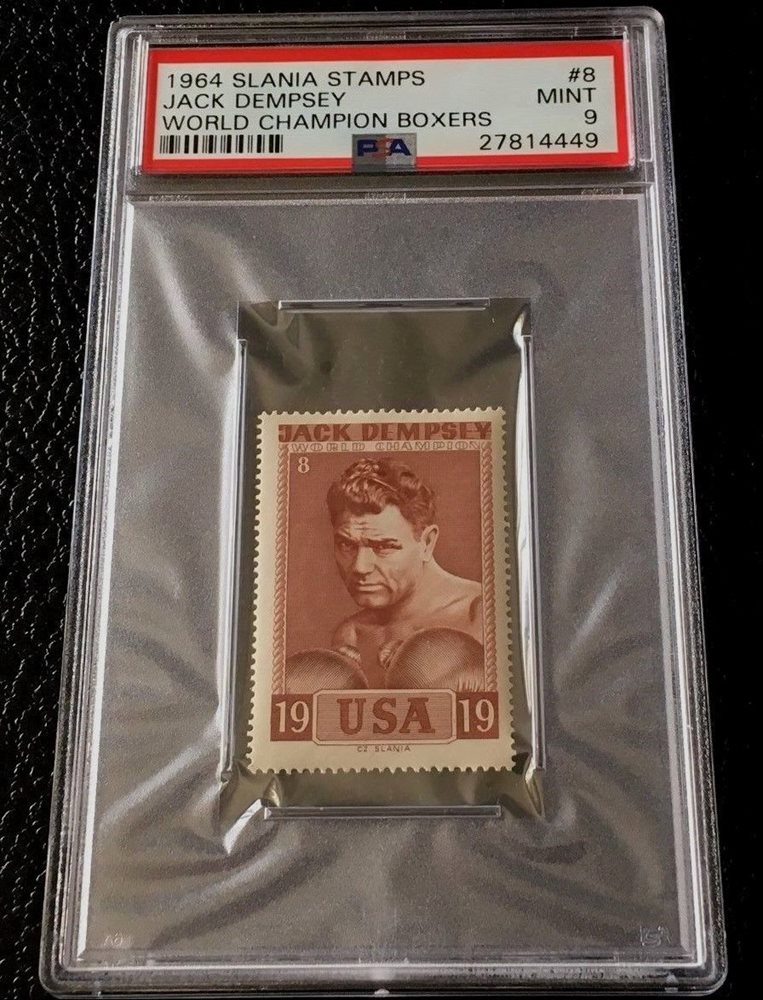 1964 SLANIA STAMPS #8
JACK DEMPSEY MINT
WORLD CHAMPION BOXERS 9
PSA 27814449
JACK DEMPSEY
WORLD CHAMPION
8
19 USA 19
CZ SLANIA